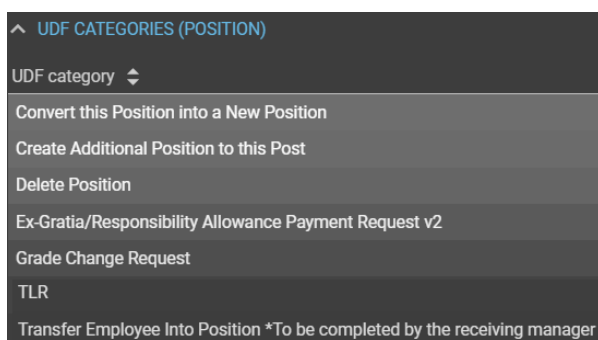 UDF CATEGORIES (POSITION)
UDF category
Convert this Position into a New Position
Create Additional Position to this Post
Delete Position
Ex-Gratia/Responsibility Allowance Payment Request v2
Grade Change Request
TLR
Transfer Employee Into Position *To be completed by the receiving manager